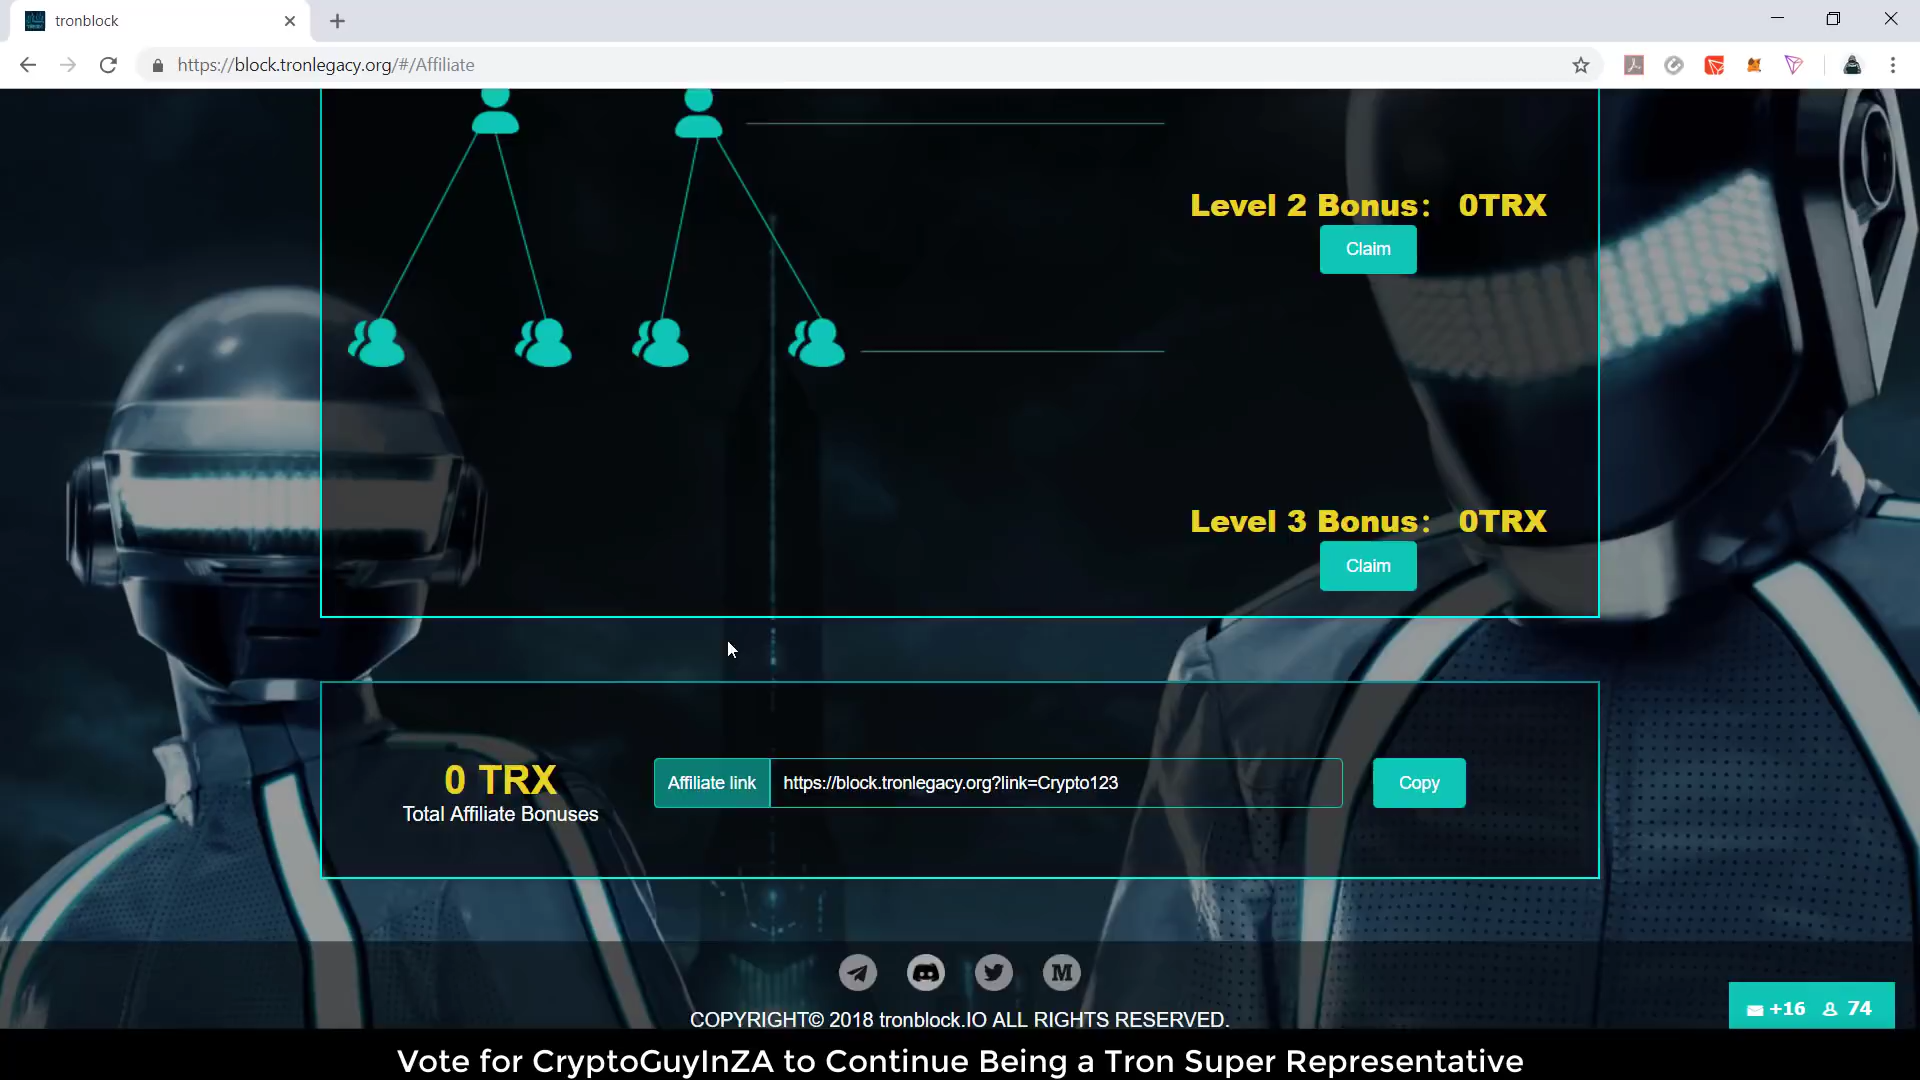 tronblock
https://block.tronlegacy.org/#/Affiliate
Level 2 Bonus: 0TRX
Claim
Level 3 Bonus: 0TRX
Claim
0 TRX
Total Affiliate Bonuses
Affiliate link
https://block.tronlegacy.org?link=Crypto123
Copy
M
COPYRIGHT© 2018 tronblock.IO ALL RIGHTS RESERVED.
+16 74
Vote for CryptoGuyInZA to Continue Being a Tron Super Representative